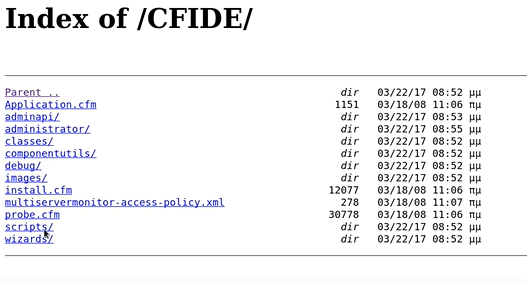 Index of /CFIDE/
Parent .. dir 03/22/17 08:52 μμ
Application.cfm 1151 03/18/08 11:06 πμ
adminapi/ dir 03/22/17 08:53 μμ
administrator/ dir 03/22/17 08:55 μμ
classes/ dir 03/22/17 08:52 μμ
componentutils/ dir 03/22/17 08:52 μμ
debug/ dir 03/22/17 08:52 μμ
images/ dir 03/22/17 08:52 μμ
install.cfm 12077 03/18/08 11:06 πμ
multiservermonitor-access-policy.xml 278 03/18/08 11:07 πμ
probe.cfm 30778 03/18/08 11:06 πμ
scripts/ dir 03/22/17 08:52 μμ
wizards/ dir 03/22/17 08:52 μμ